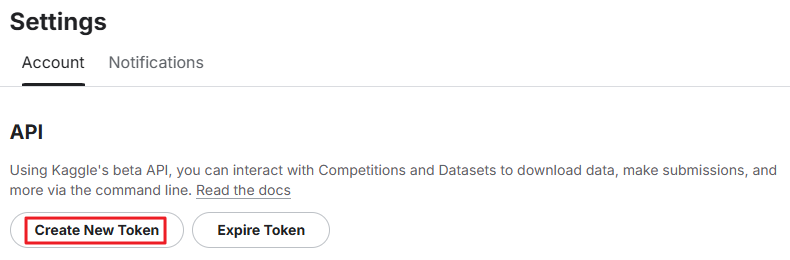 Settings
Account Notifications
API
Using Kaggle's beta API, you can interact with Competitions and Datasets to download data, make submissions, and
more via the command line. Read the docs
Create New Token Expire Token